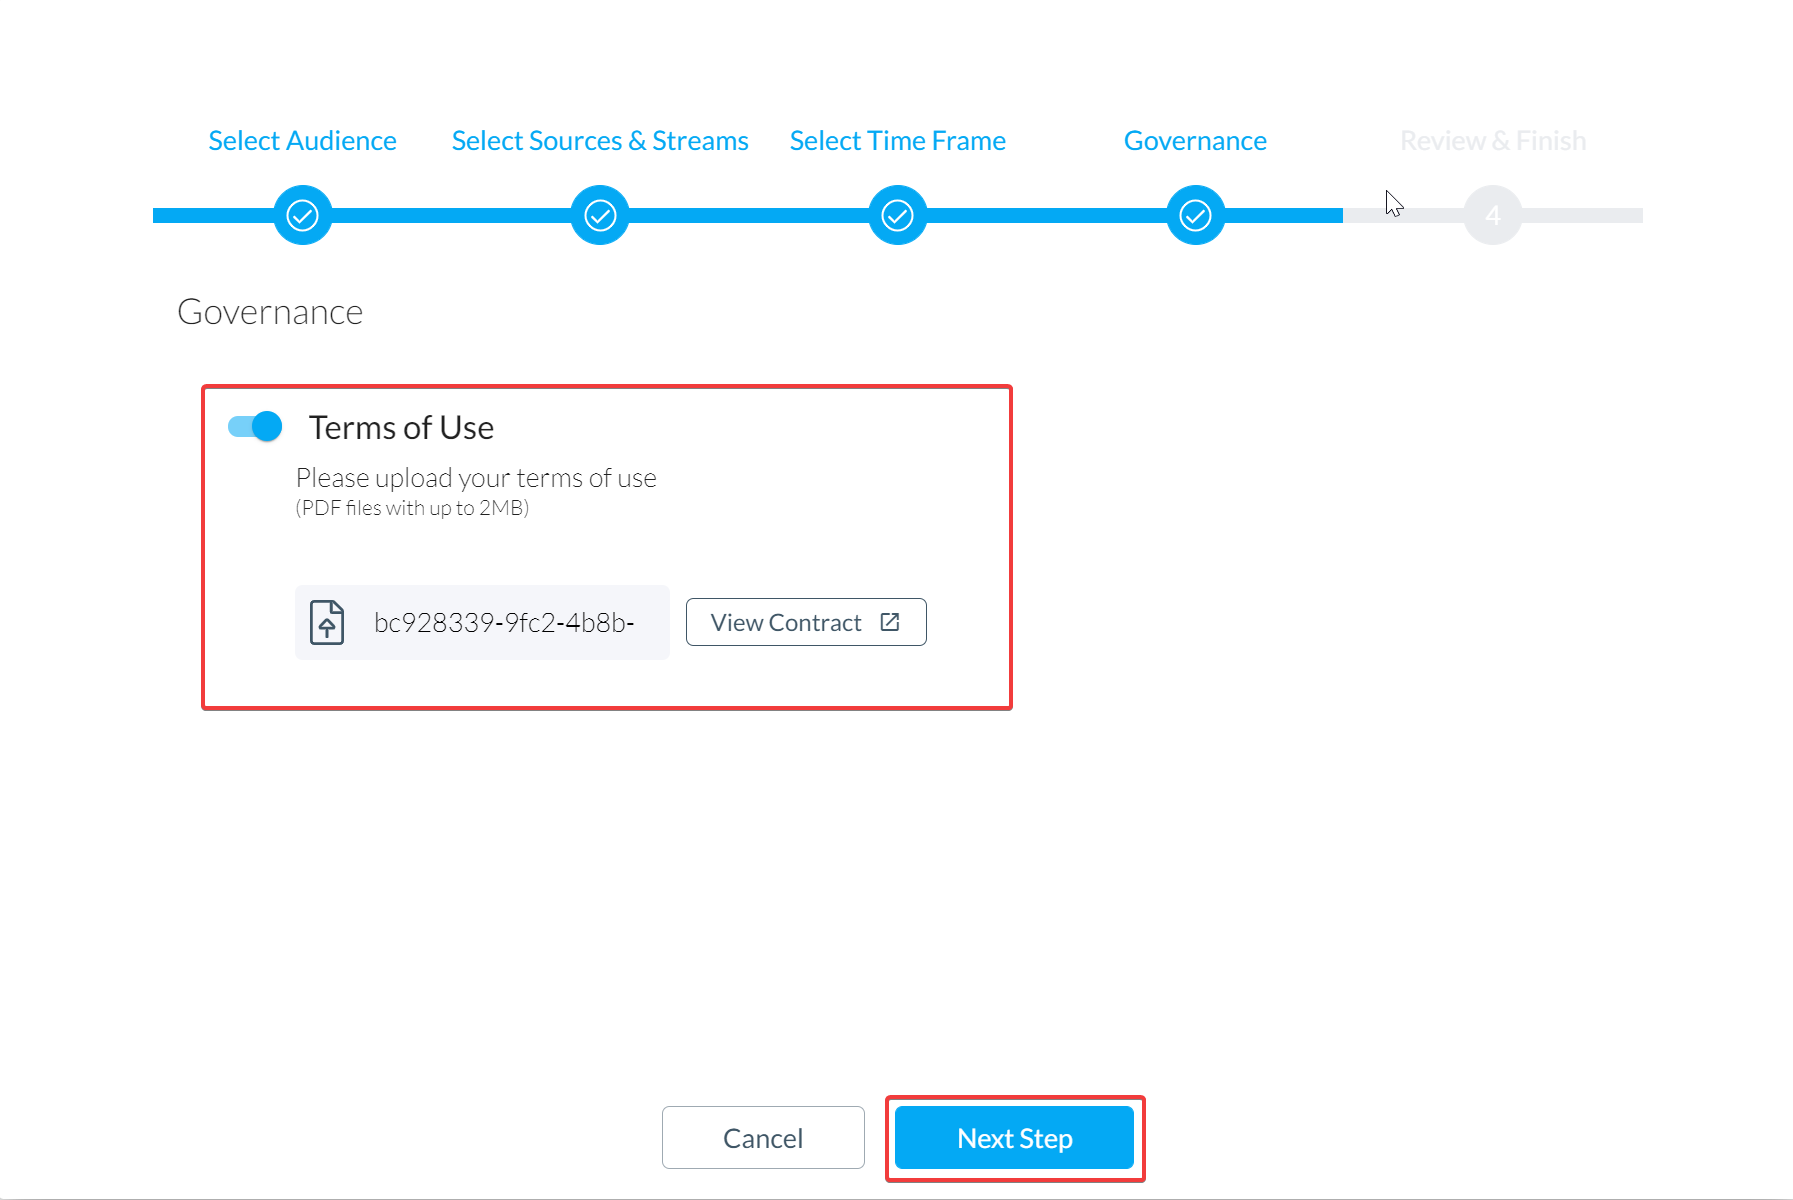 Select Audience Select Sources & Streams Select Time Frame Governance Review & Finish
4
Governance
Terms of Use
Please upload your terms of use
(PDF files with up to 2MB)
bc928339-9fc2-4b8b- View Contract
Cancel Next Step